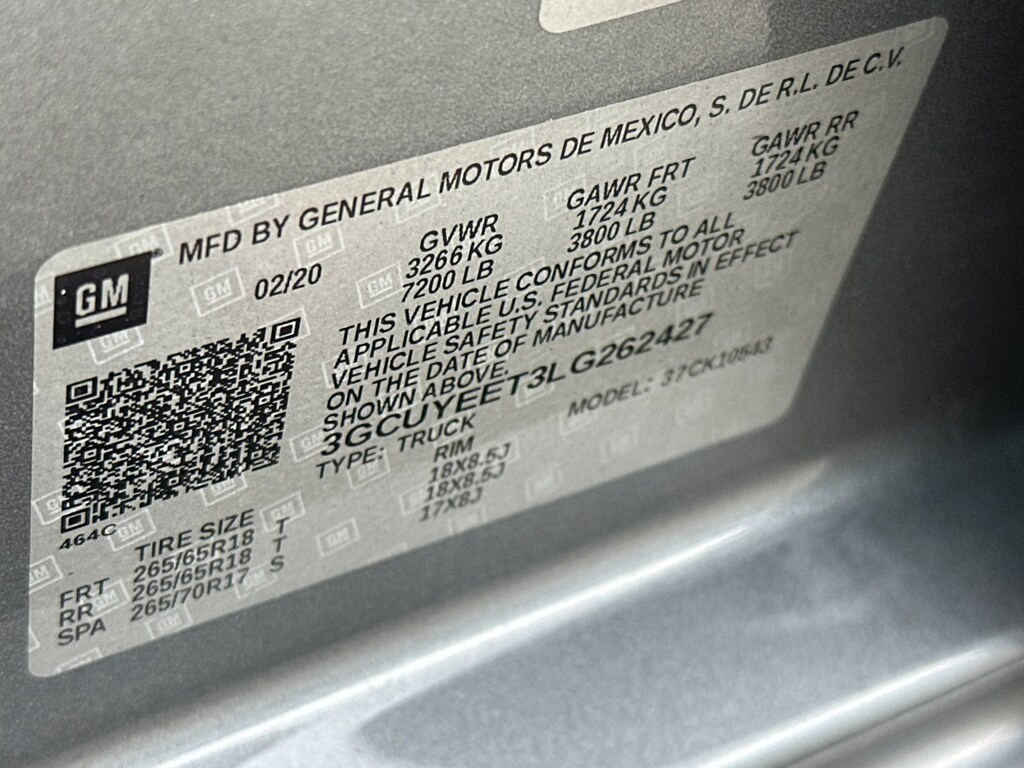 MFD BY GENERAL MOTORS DE MEXICO, S. DE R.L. DE C.V.
GM
02/20
GVWR GAWR FRT GAWR RR
3266 KG 1724 KG 1724 KG
7200 LB 3800 LB 3800 LB
THIS VEHICLE CONFORMS TO ALL
APPLICABLE U.S. FEDERAL MOTOR
VEHICLE SAFETY STANDARDS IN EFFECT
ON THE DATE OF MANUFACTURE
SHOWN ABOVE.
3GCUYEET3LG262427
TYPE: TRUCK MODEL: 37CK10543
464C
TIRE SIZE RIM
FRT 265/65R18 T 18X8.5J
RR 265/65R18 T 18X8.5J
SPA 265/70R17 S 17X8J